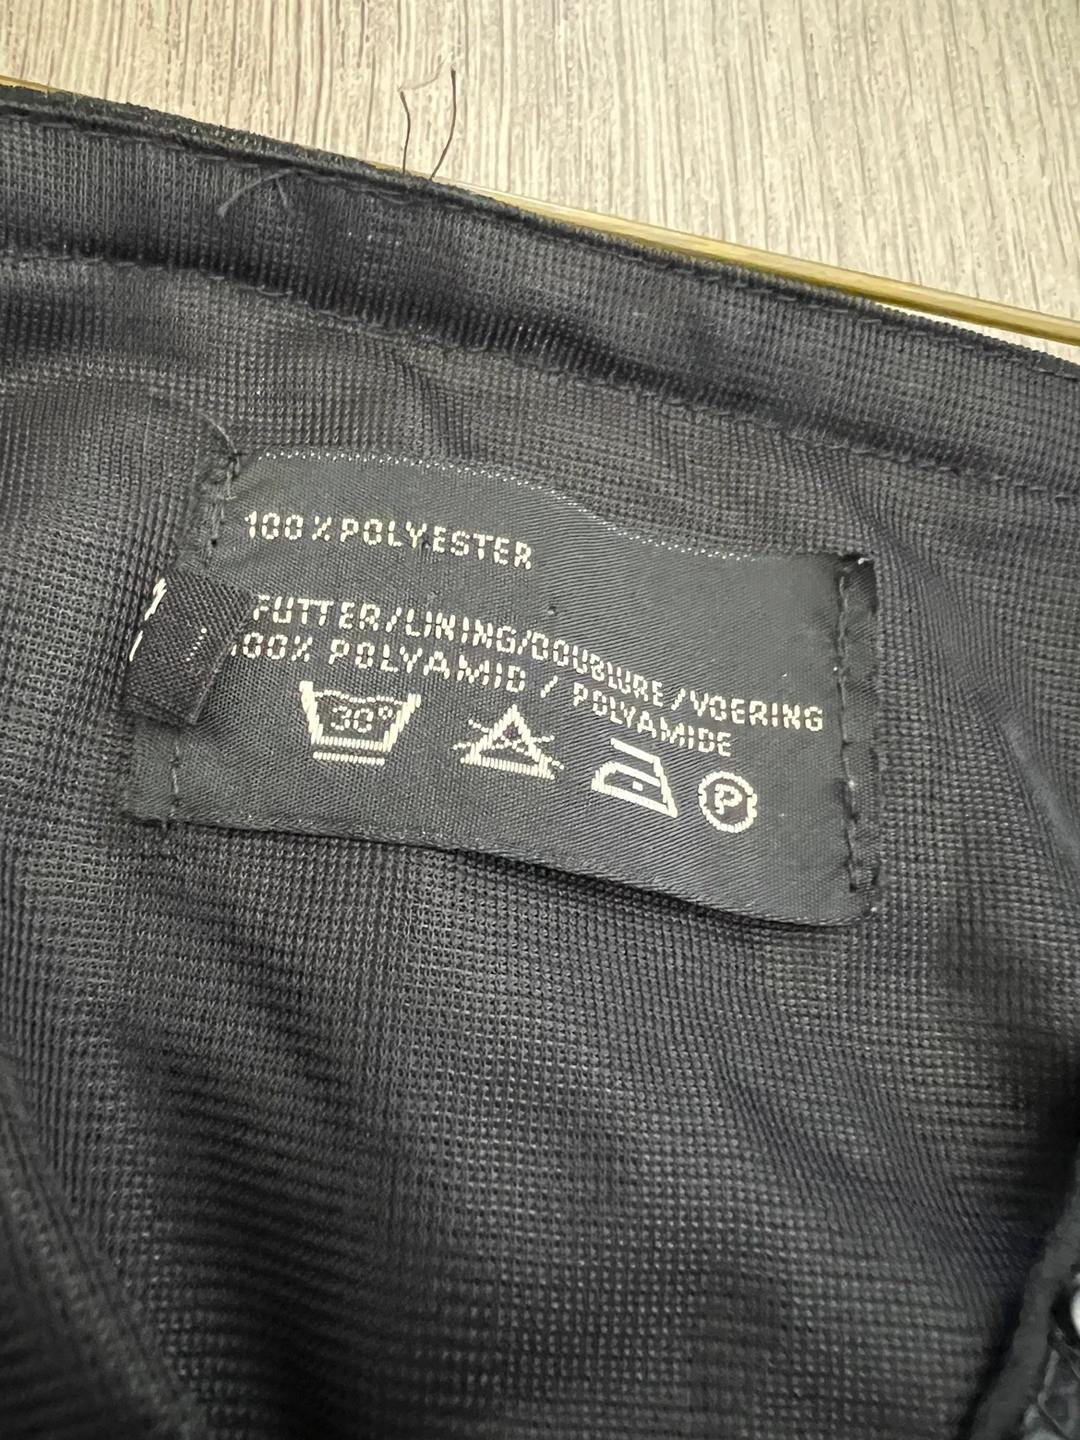 100% POLYESTER
FUTTER/LINING/DOUBLURE/VOERING
100% POLYAMID / POLYAMIDE
30°
P